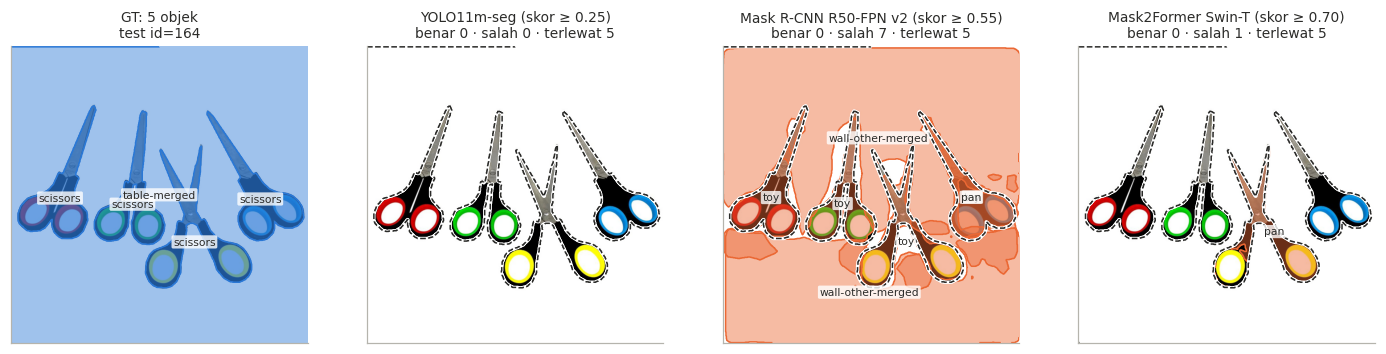 GT: 5 objek
test id=164
scissors
table-merged
scissors
scissors
scissors
YOLO11m-seg (skor ≥ 0.25)
benar 0 · salah 0 · terlewat 5
Mask R-CNN R50-FPN v2 (skor ≥ 0.55)
benar 0 · salah 7 · terlewat 5
wall-other-merged
toy
toy
pan
toy
wall-other-merged
Mask2Former Swin-T (skor ≥ 0.70)
benar 0 · salah 1 · terlewat 5
pan